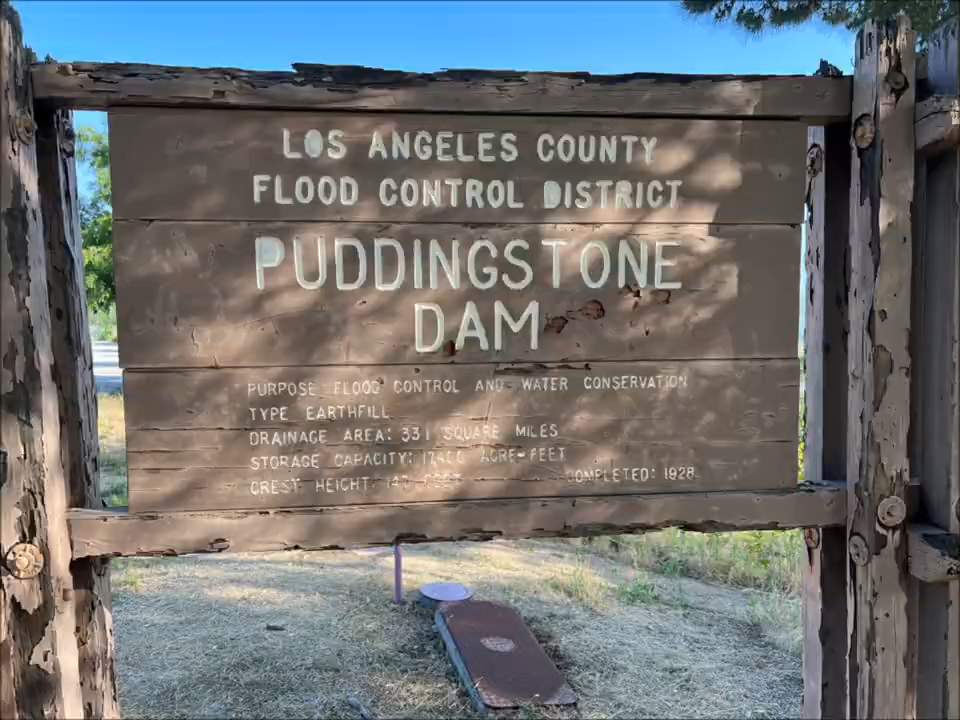 LOS ANGELES COUNTY
FLOOD CONTROL DISTRICT
PUDDINGSTONE
DAM
PURPOSE FLOOD CONTROL AND WATER CONSERVATION
TYPE EARTHFILL
DRAINAGE AREA: 331 SQUARE MILES
STORAGE CAPACITY: ACRE-FEET
CREST HEIGHT FEET COMPLETED: 1928